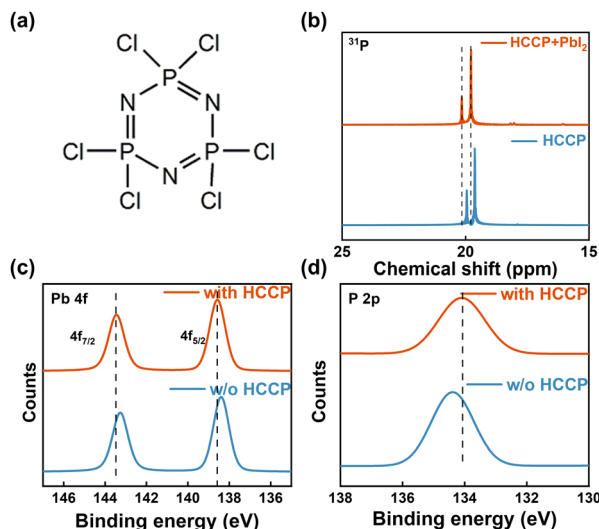 (a)
Cl Cl
P
N N
Cl P P Cl
N
Cl Cl
(b)
³¹P
HCCP+PbI₂
HCCP
25 20 15
Chemical shift (ppm)
(c)
Pb 4f
with HCCP
4f₇/₂
4f₅/₂
w/o HCCP
Counts
146 144 142 140 138 136
Binding energy (eV)
(d)
P 2p
with HCCP
w/o HCCP
Counts
138 136 134 132 130
Binding energy (eV)